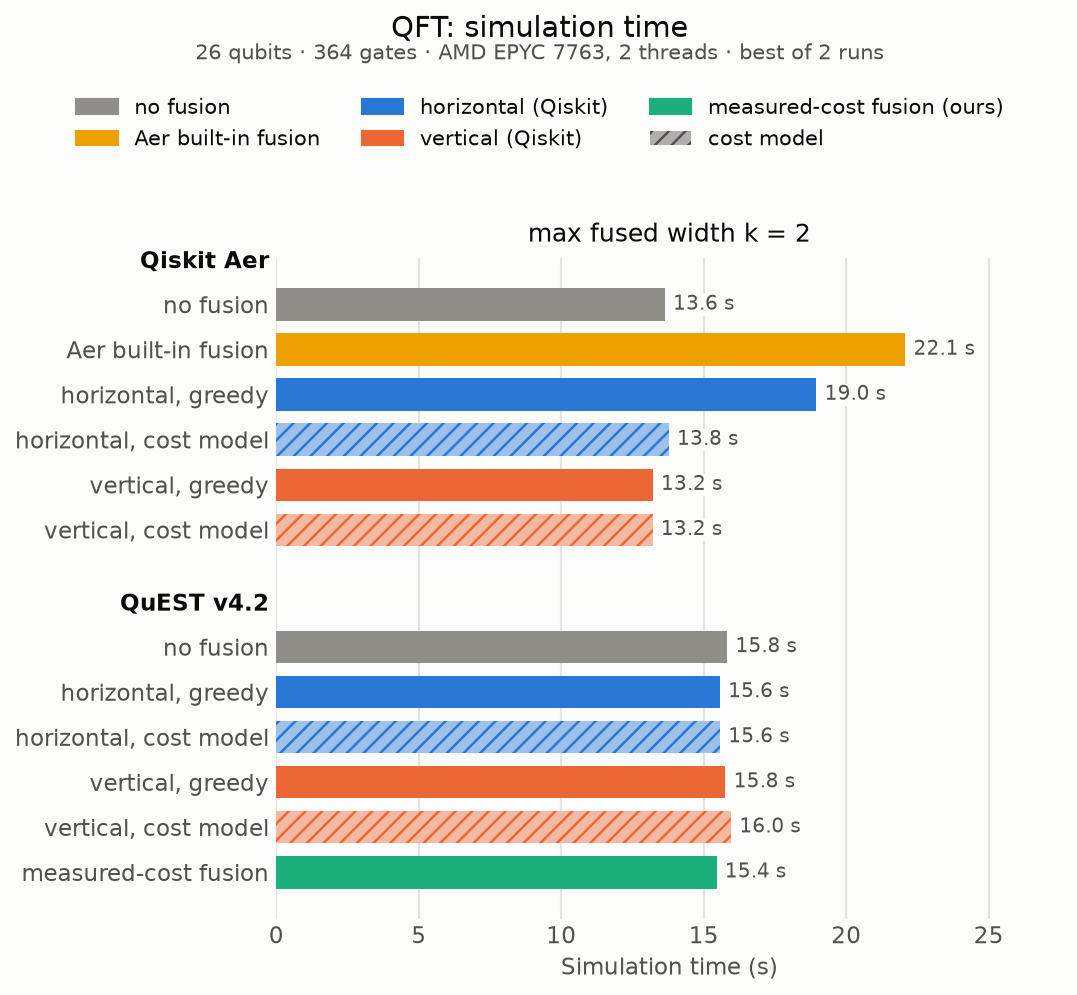 QFT: simulation time
26 qubits · 364 gates · AMD EPYC 7763, 2 threads · best of 2 runs
no fusion
horizontal (Qiskit)
measured-cost fusion (ours)
Aer built-in fusion
vertical (Qiskit)
cost model
max fused width k = 2
Qiskit Aer
no fusion 13.6 s
Aer built-in fusion 22.1 s
horizontal, greedy 19.0 s
horizontal, cost model 13.8 s
vertical, greedy 13.2 s
vertical, cost model 13.2 s
QuEST v4.2
no fusion 15.8 s
horizontal, greedy 15.6 s
horizontal, cost model 15.6 s
vertical, greedy 15.8 s
vertical, cost model 16.0 s
measured-cost fusion 15.4 s
0 5 10 15 20 25
Simulation time (s)